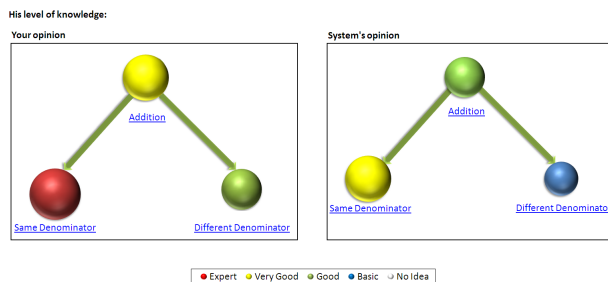 His level of knowledge:
Your opinion
System's opinion
Addition
Addition
Same Denominator
Different Denominator
Same Denominator
Different Denominato
Expert Very Good Good Basic No Idea